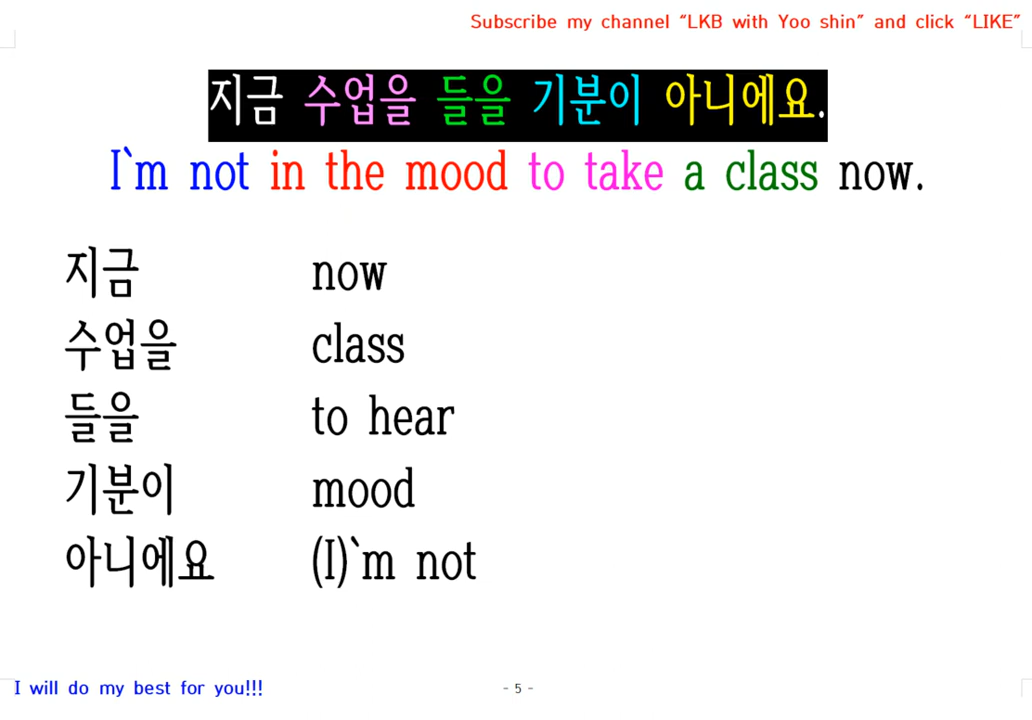 Subscribe my channel “LKB with Yoo shin” and click “LIKE”
지금 수업을 들을 기분이 아니에요.
I`m not in the mood to take a class now.
지금 now
수업을 class
들을 to hear
기분이 mood
아니에요 (I)`m not
I will do my best for you!!!
- 5 -